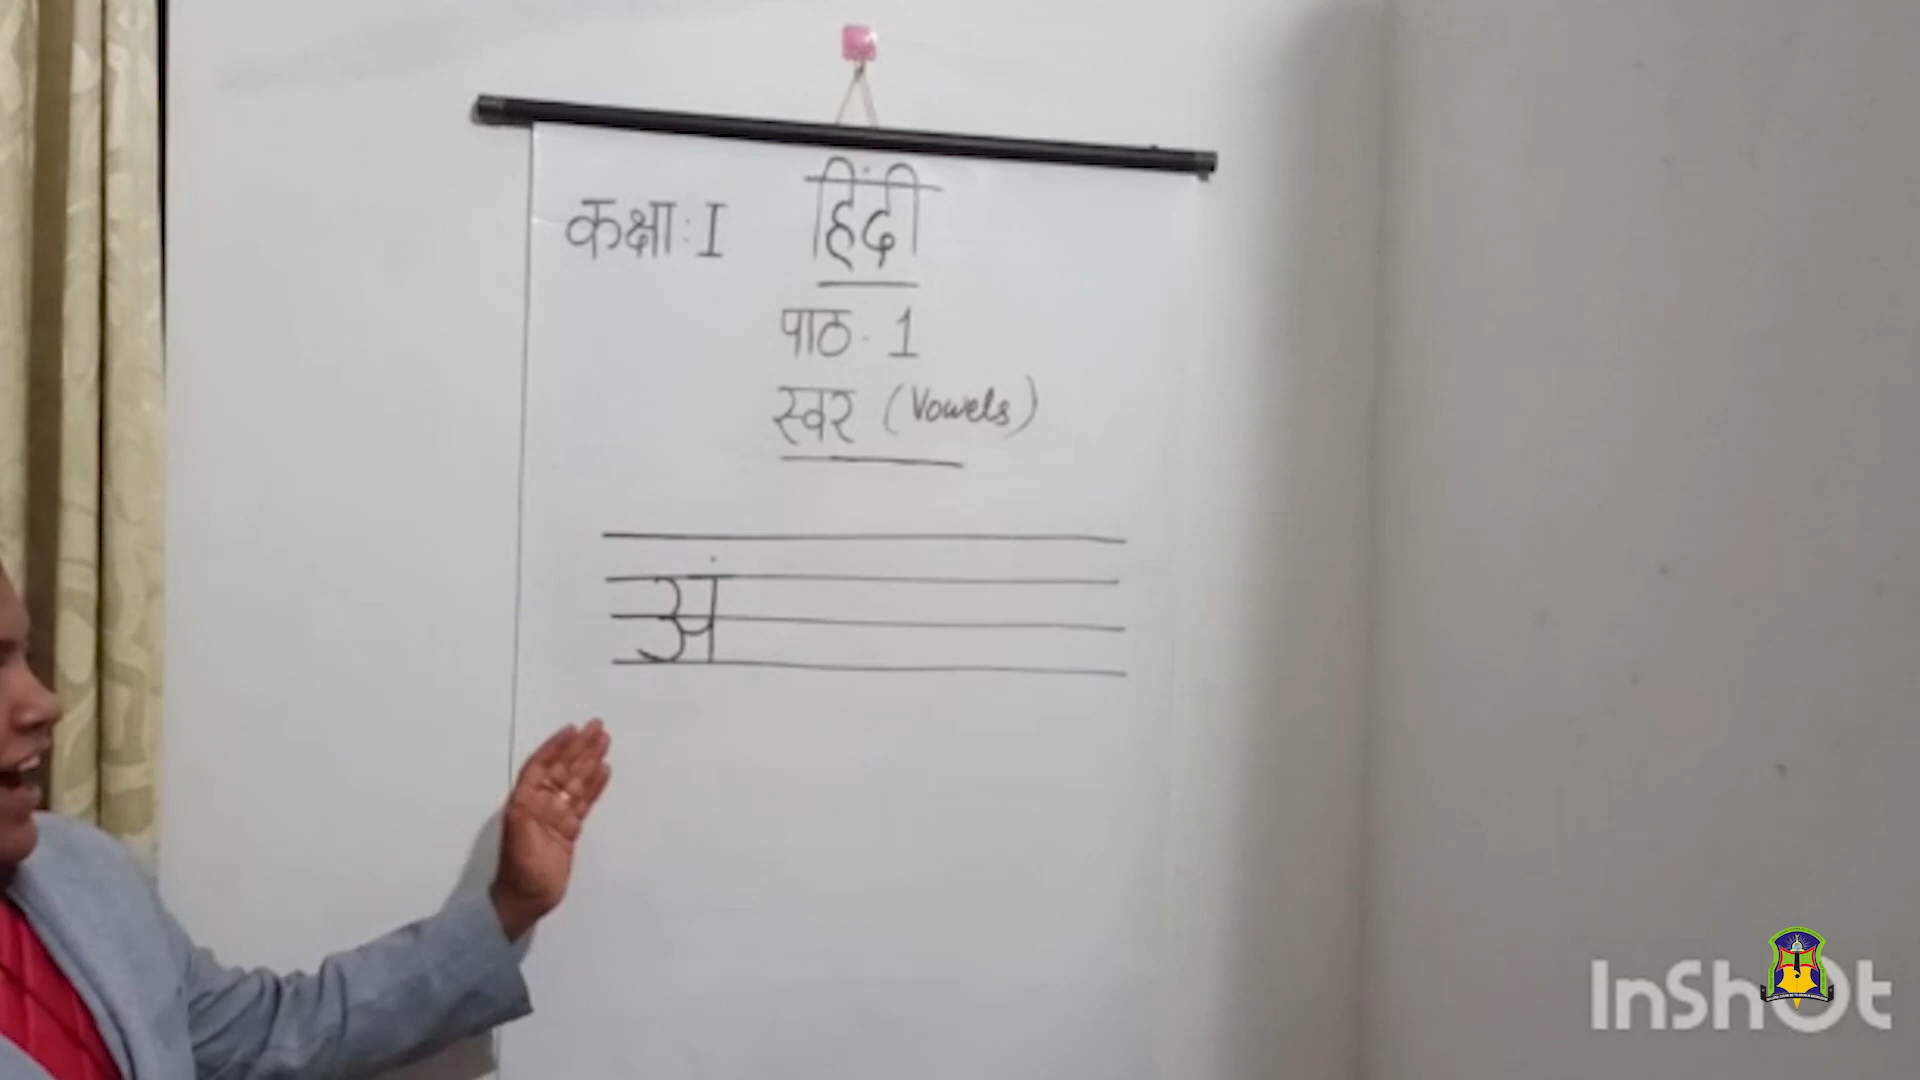 कक्षा : I हिंदी
पाठ - 1
स्वर (Vowels)
अं
InShOt